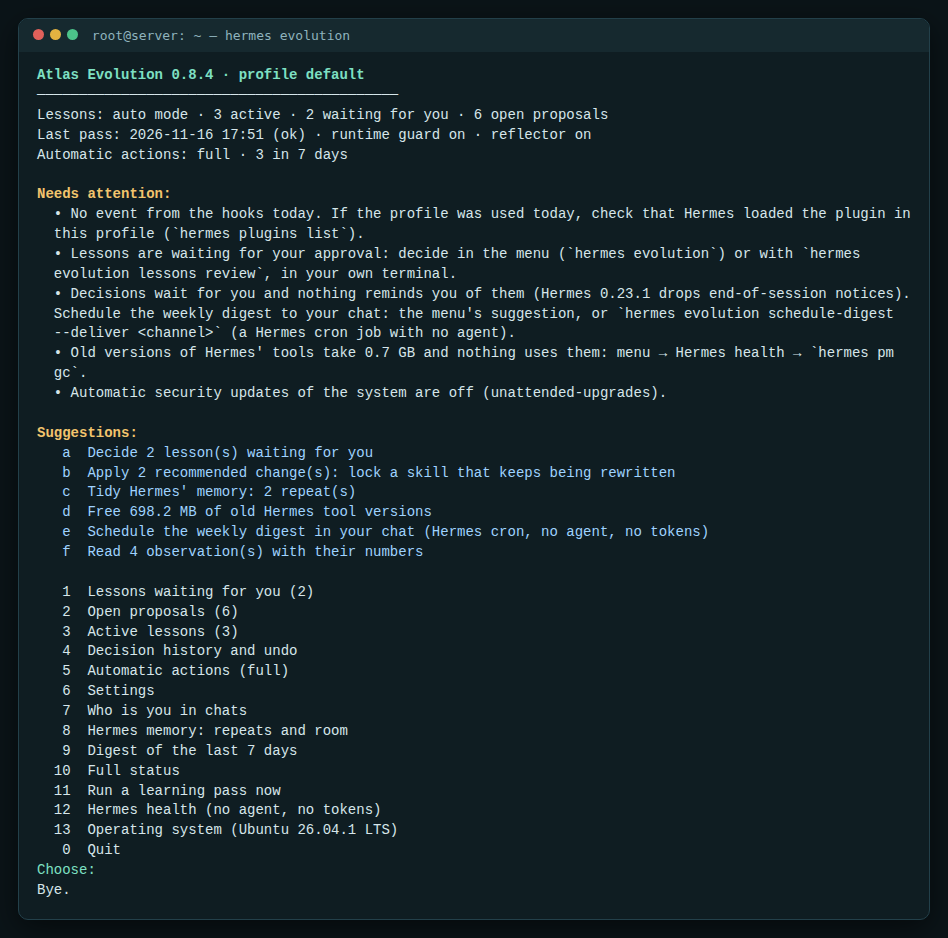 root@server: ~ — hermes evolution
Atlas Evolution 0.8.4 · profile default
───────────────────────────────────────────
Lessons: auto mode · 3 active · 2 waiting for you · 6 open proposals
Last pass: 2026-11-16 17:51 (ok) · runtime guard on · reflector on
Automatic actions: full · 3 in 7 days
Needs attention:
• No event from the hooks today. If the profile was used today, check that Hermes loaded the plugin in
this profile (`hermes plugins list`).
• Lessons are waiting for your approval: decide in the menu (`hermes evolution`) or with `hermes
evolution lessons review`, in your own terminal.
• Decisions wait for you and nothing reminds you of them (Hermes 0.23.1 drops end-of-session notices).
Schedule the weekly digest to your chat: the menu's suggestion, or `hermes evolution schedule-digest
--deliver <channel>` (a Hermes cron job with no agent).
• Old versions of Hermes' tools take 0.7 GB and nothing uses them: menu → Hermes health → `hermes pm
gc`.
• Automatic security updates of the system are off (unattended-upgrades).
Suggestions:
a  Decide 2 lesson(s) waiting for you
b  Apply 2 recommended change(s): lock a skill that keeps being rewritten
c  Tidy Hermes' memory: 2 repeat(s)
d  Free 698.2 MB of old Hermes tool versions
e  Schedule the weekly digest in your chat (Hermes cron, no agent, no tokens)
f  Read 4 observation(s) with their numbers
1  Lessons waiting for you (2)
2  Open proposals (6)
3  Active lessons (3)
4  Decision history and undo
5  Automatic actions (full)
6  Settings
7  Who is you in chats
8  Hermes memory: repeats and room
9  Digest of the last 7 days
10  Full status
11  Run a learning pass now
12  Hermes health (no agent, no tokens)
13  Operating system (Ubuntu 26.04.1 LTS)
0  Quit
Choose:
Bye.